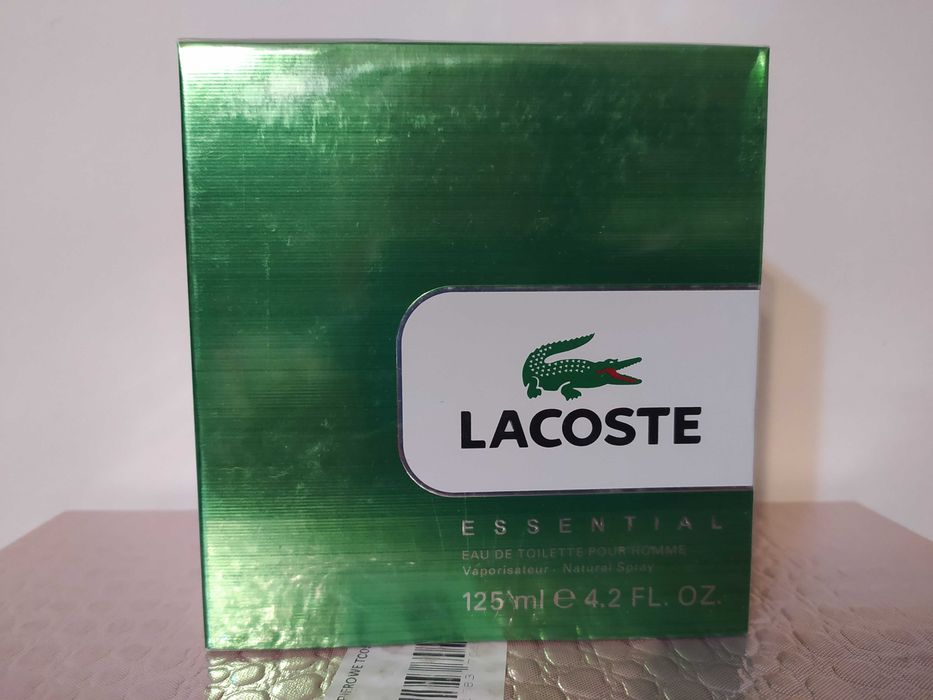 LACOSTE
ESSENTIAL
EAU DE TOILETTE POUR HOMME
Vaporisateur - Natural Spray
125 ml e 4.2 FL. OZ.